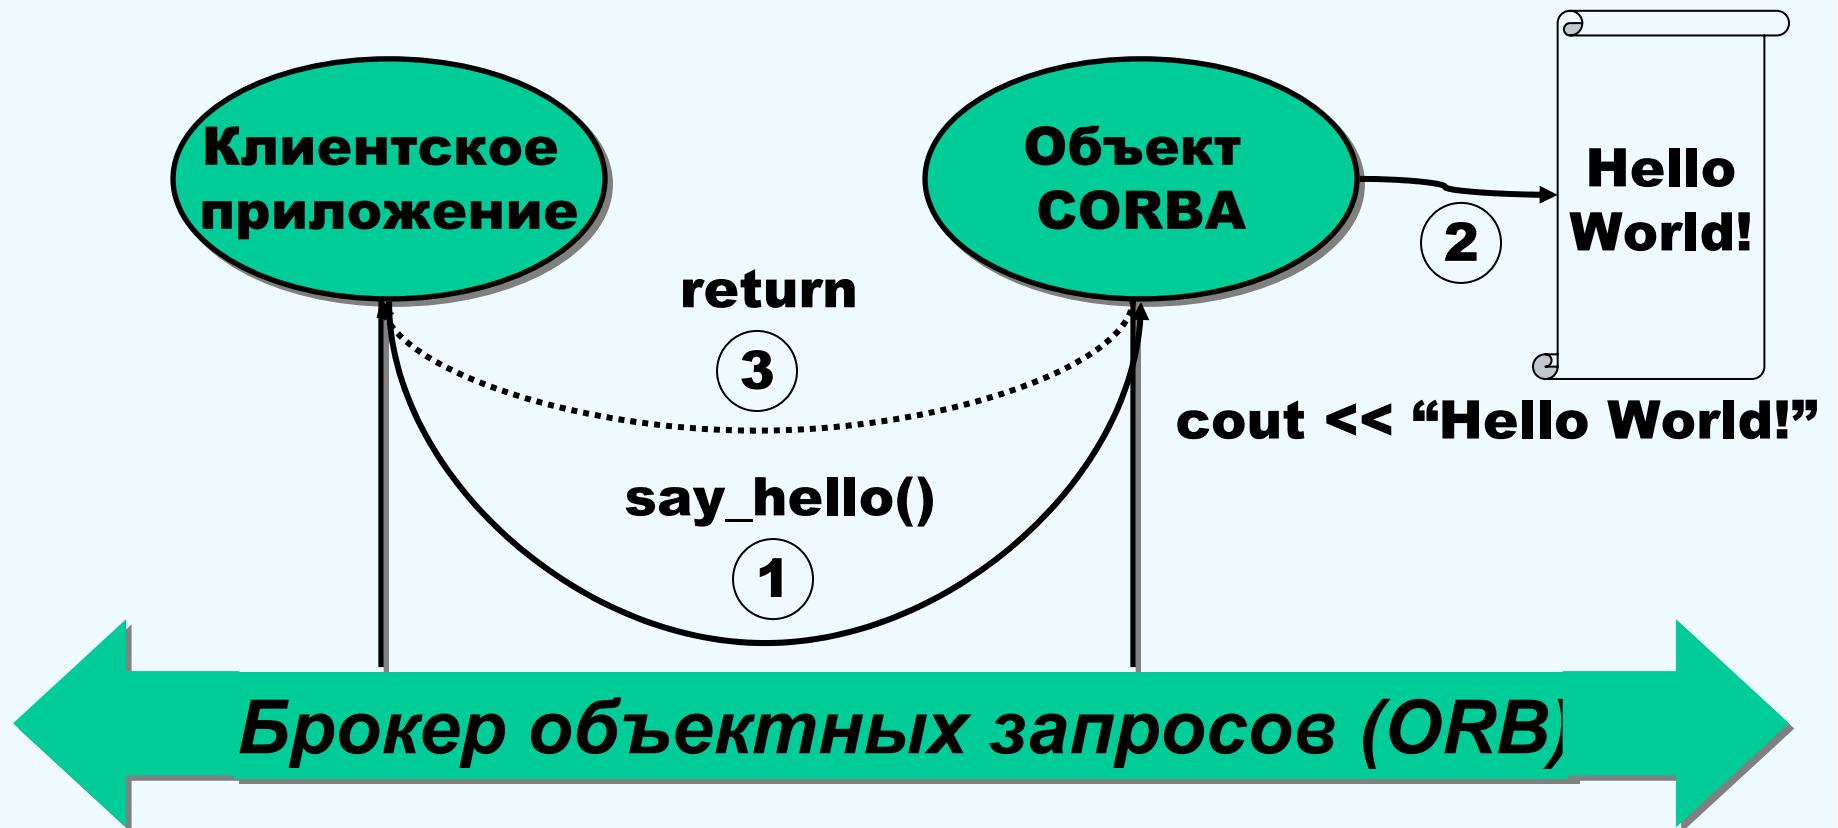 Клиентское
приложение
Объект
CORBA
Hello
World!
2
return
3
cout << “Hello World!”
say_hello()
1
Брокер объектных запросов (ORB)